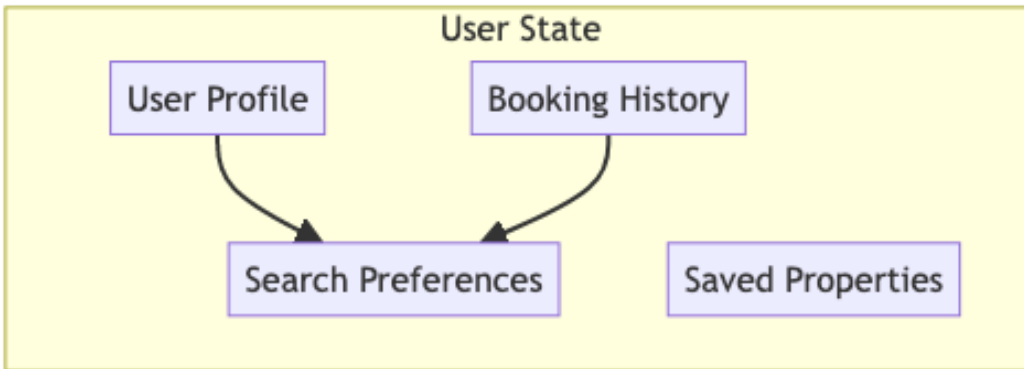 User State
User Profile
Booking History
Search Preferences
Saved Properties